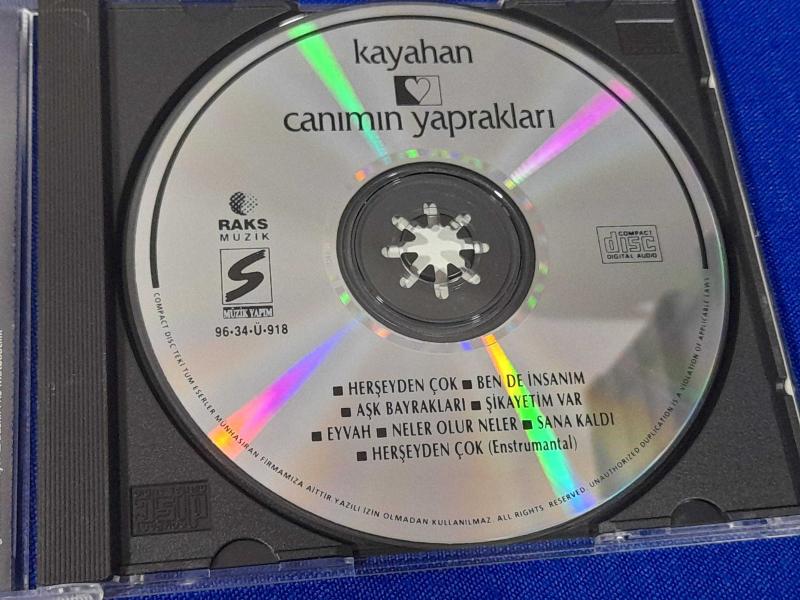 kayahan
canımın yaprakları
RAKS
MÜZİK
S
MÜZİK YAPIM
96·34·Ü·918
COMPACT
disc
DIGITAL AUDIO
■ HERŞEYDEN ÇOK ■ BEN DE İNSANIM
■ AŞK BAYRAKLARI ■ ŞİKAYETİM VAR
■ EYVAH ■ NELER OLUR NELER ■ SANA KALDI
■ HERŞEYDEN ÇOK (Enstrumantal)
COMPACT DISC TEKİ TÜM ESERLER MÜNHASIRAN FİRMAMIZA AİTTİR. YAZILI İZİN OLMADAN KULLANILMAZ. ALL RIGHTS RESERVED. UNAUTHORIZED DUPLICATION IS A VIOLATION OF APPLICABLE LAWS